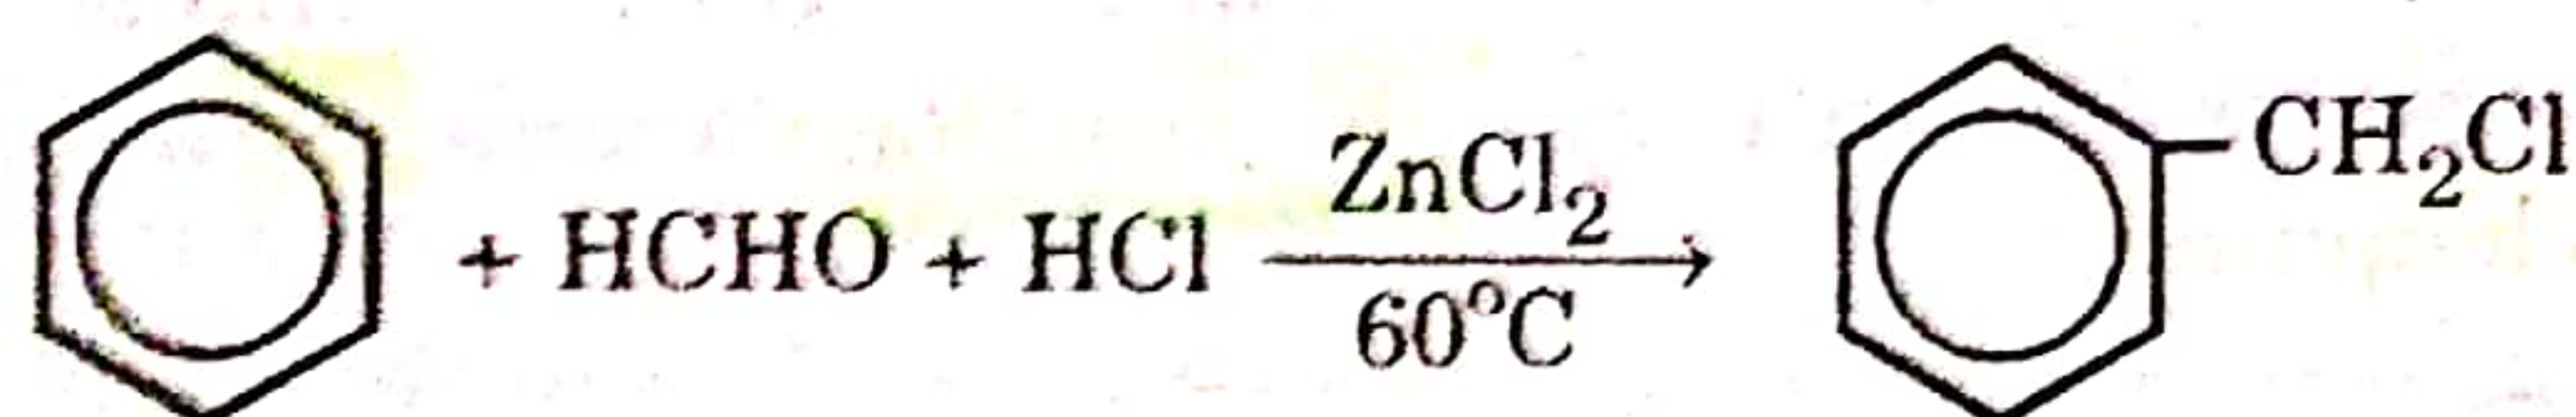 + HCHO + HCl
ZnCl₂
60°C
CH₂Cl